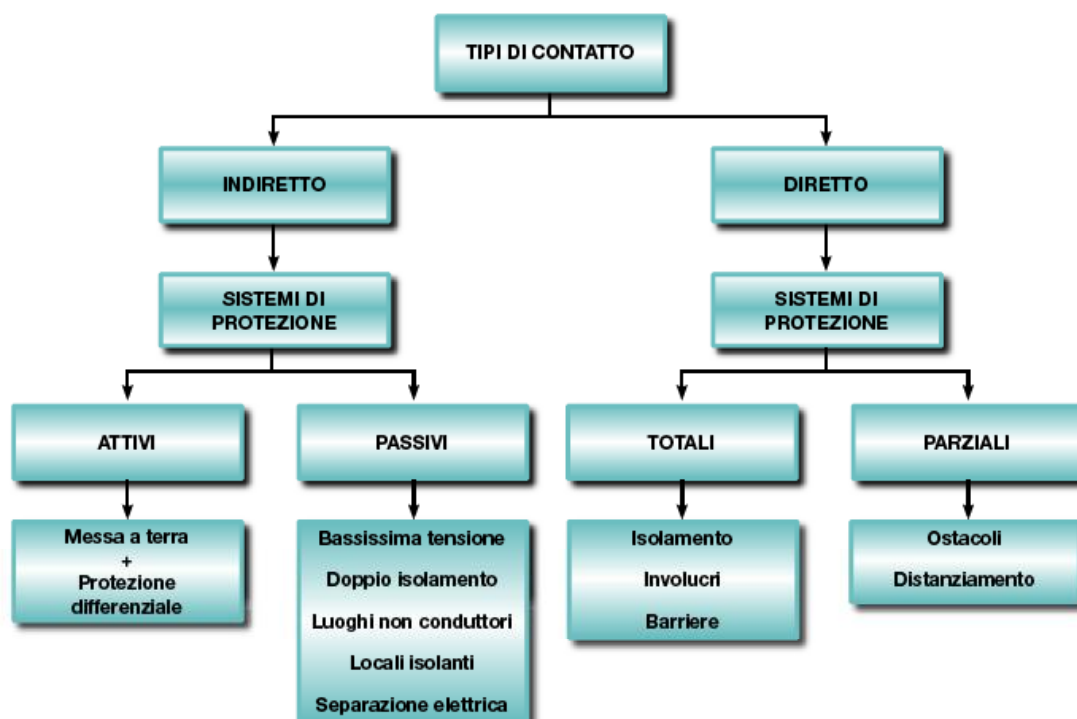 TIPI DI CONTATTO
INDIRETTO
DIRETTO
SISTEMI DI
PROTEZIONE
SISTEMI DI
PROTEZIONE
ATTIVI
PASSIVI
TOTALI
PARZIALI
Messa a terra
+
Protezione
differenziale
Bassissima tensione
Doppio isolamento
Luoghi non conduttori
Locali isolanti
Separazione elettrica
Isolamento
Involucri
Barriere
Ostacoli
Distanziamento